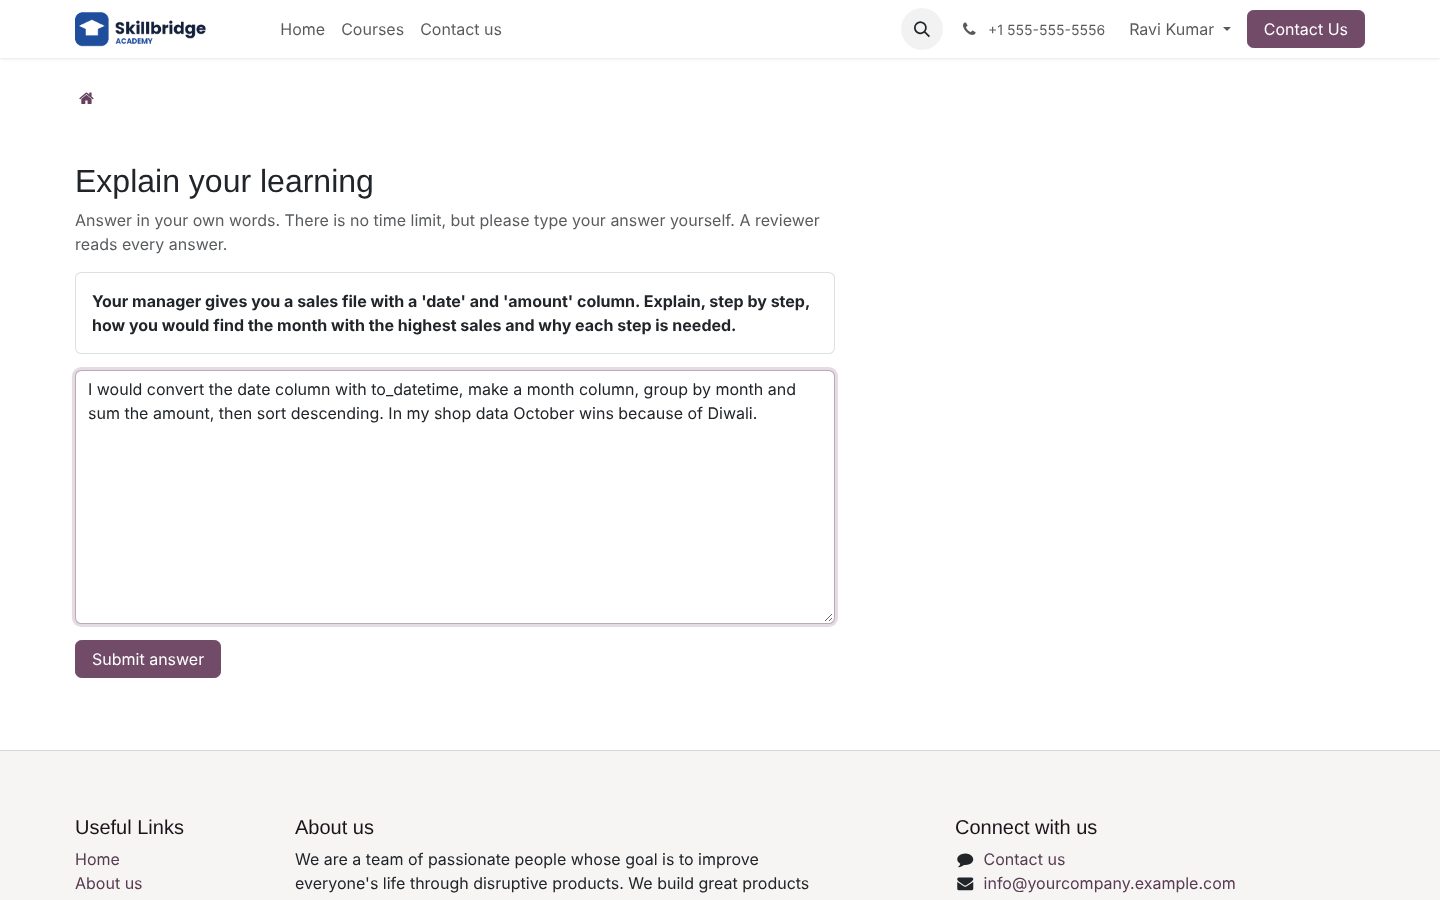 Skillbridge
ACADEMY
Home
Courses
Contact us
+1 555-555-5556
Ravi Kumar
Contact Us
Explain your learning
Answer in your own words. There is no time limit, but please type your answer yourself. A reviewer
reads every answer.
Your manager gives you a sales file with a 'date' and 'amount' column. Explain, step by step,
how you would find the month with the highest sales and why each step is needed.
I would convert the date column with to_datetime, make a month column, group by month and
sum the amount, then sort descending. In my shop data October wins because of Diwali.
Submit answer
Useful Links
Home
About us
About us
We are a team of passionate people whose goal is to improve
everyone's life through disruptive products. We build great products
Connect with us
Contact us
info@yourcompany.example.com